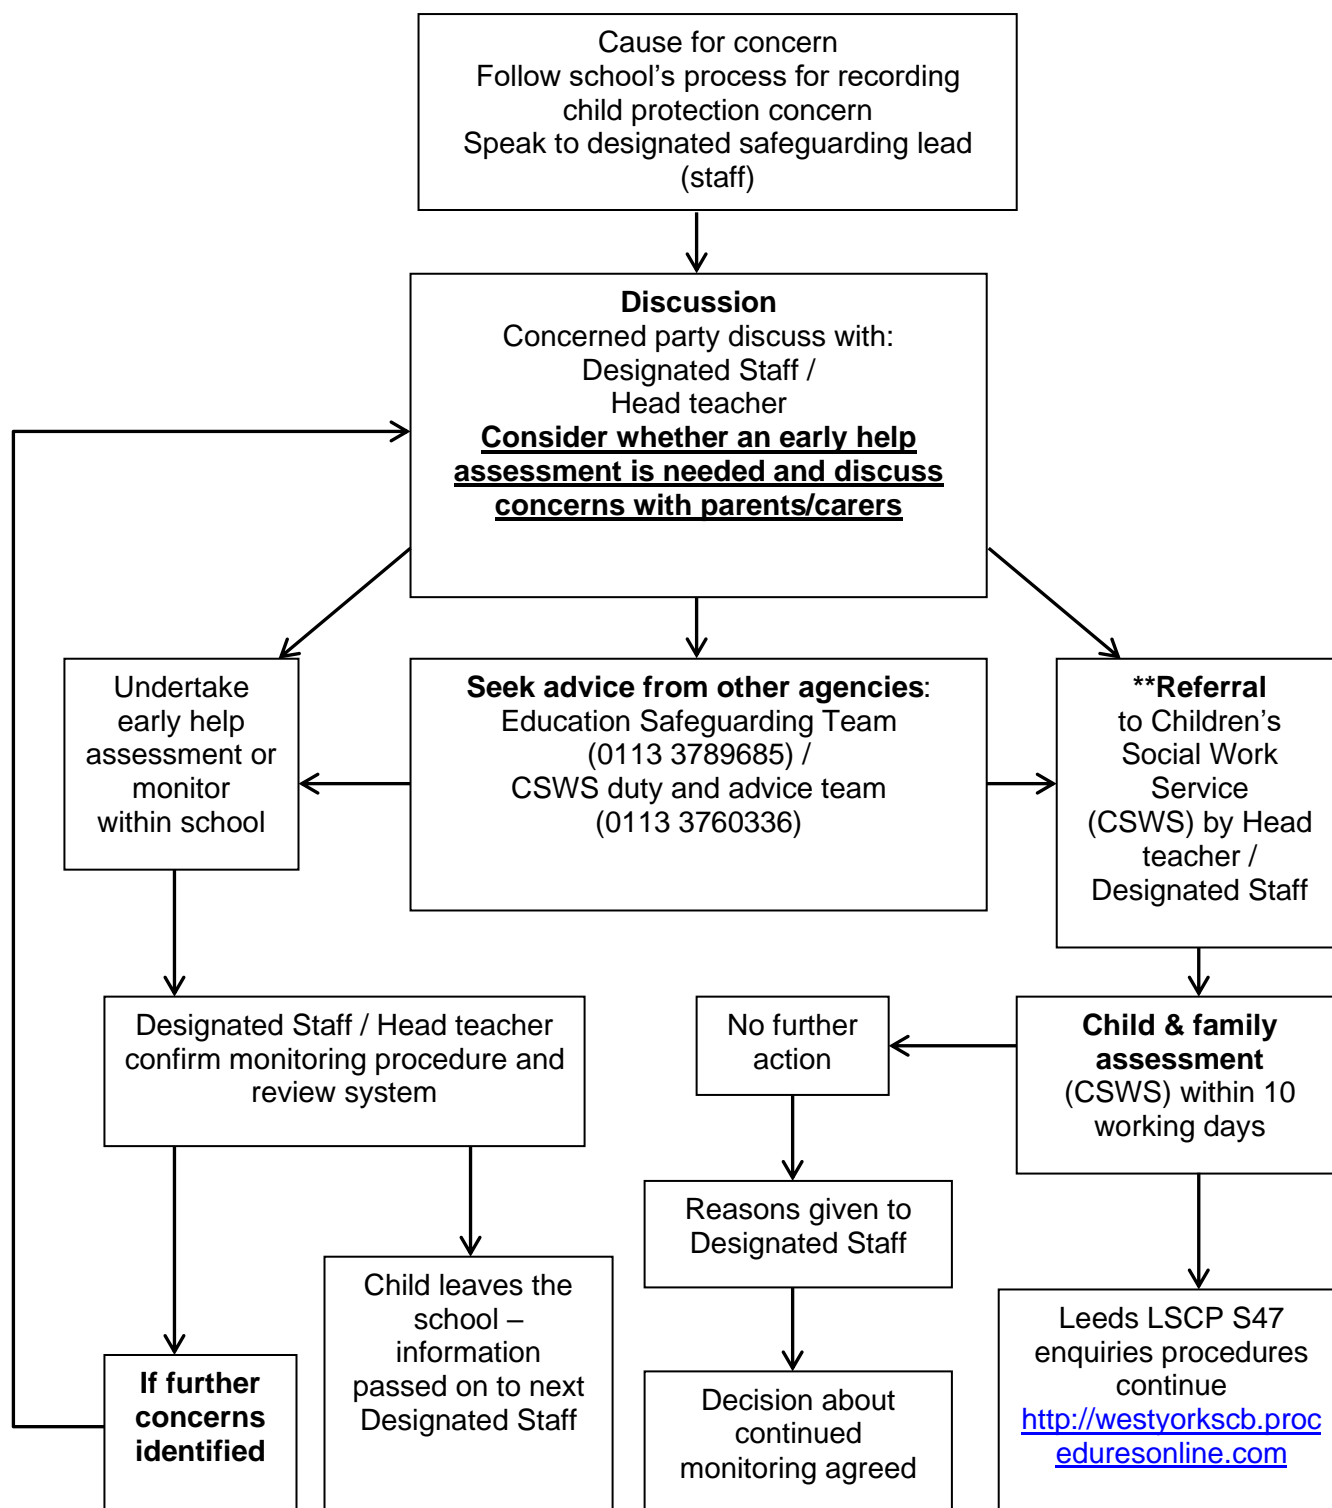 Cause for concern
Follow school’s process for recording
child protection concern
Speak to designated safeguarding lead
(staff)
Discussion
Concerned party discuss with:
Designated Staff /
Head teacher
Consider whether an early help
assessment is needed and discuss
concerns with parents/carers
Undertake
early help
assessment or
monitor
within school
Seek advice from other agencies:
Education Safeguarding Team
(0113 3789685) /
CSWS duty and advice team
(0113 3760336)
**Referral
to Children’s
Social Work
Service
(CSWS) by Head
teacher /
Designated Staff
Designated Staff / Head teacher
confirm monitoring procedure and
review system
No further
action
Child & family
assessment
(CSWS) within 10
working days
Reasons given to
Designated Staff
Child leaves the
school –
information
passed on to next
Designated Staff
Leeds LSCP S47
enquiries procedures
continue
http://westyorkscb.proc
eduresonline.com
If further
concerns
identified
Decision about
continued
monitoring agreed